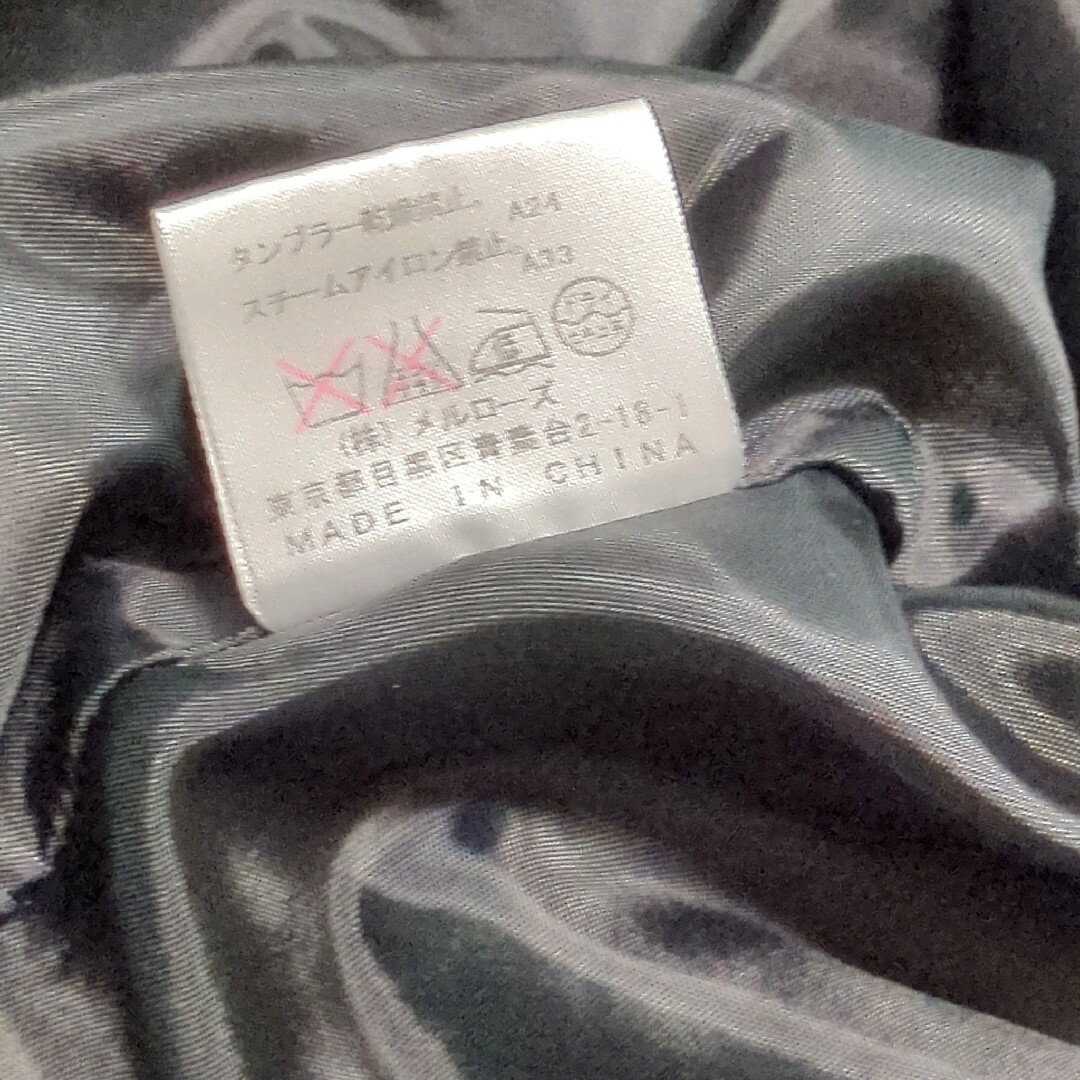 タンブラー乾燥禁止、A24
スチームアイロン禁止、A33
(株) メルローズ
東京都目黒区青葉台2-16-1
MADE IN CHINA